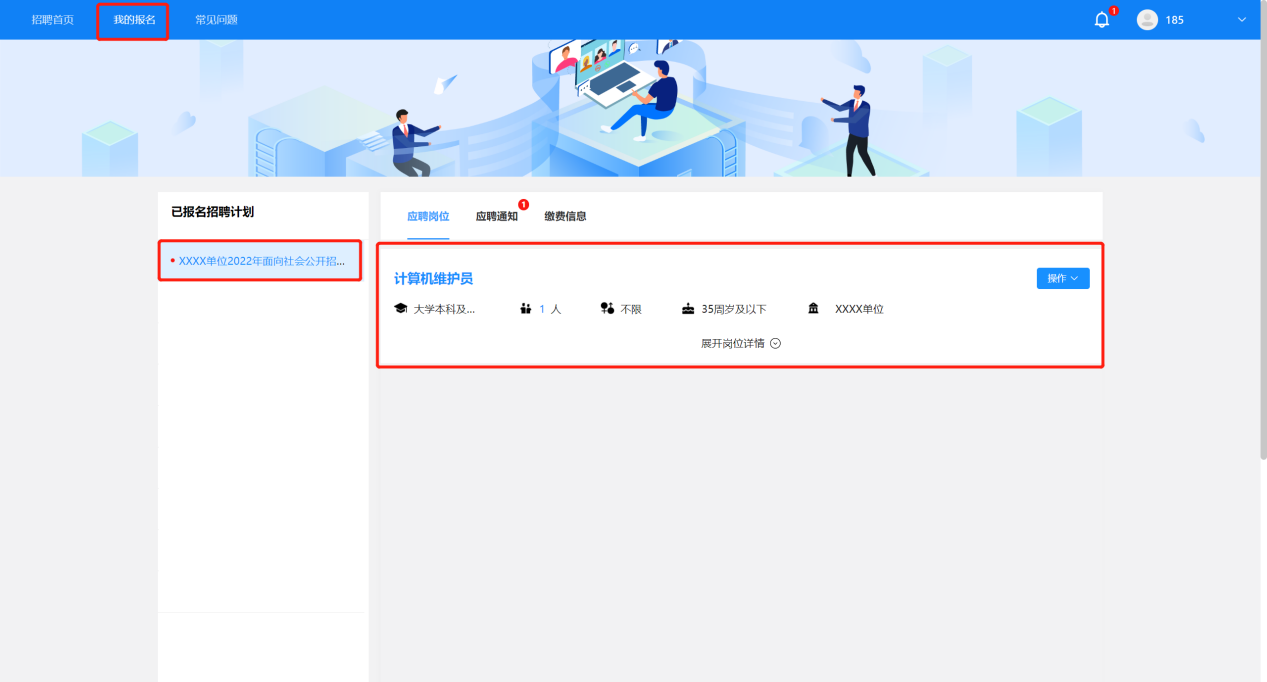 招聘首页 我的报名 常见问题 1 185
已报名招聘计划
应聘岗位 应聘通知 1 缴费信息
XXXX单位2022年面向社会公开招...
计算机维护员 操作
大学本科及... 1 人 不限 35周岁及以下 XXXX单位
展开岗位详情